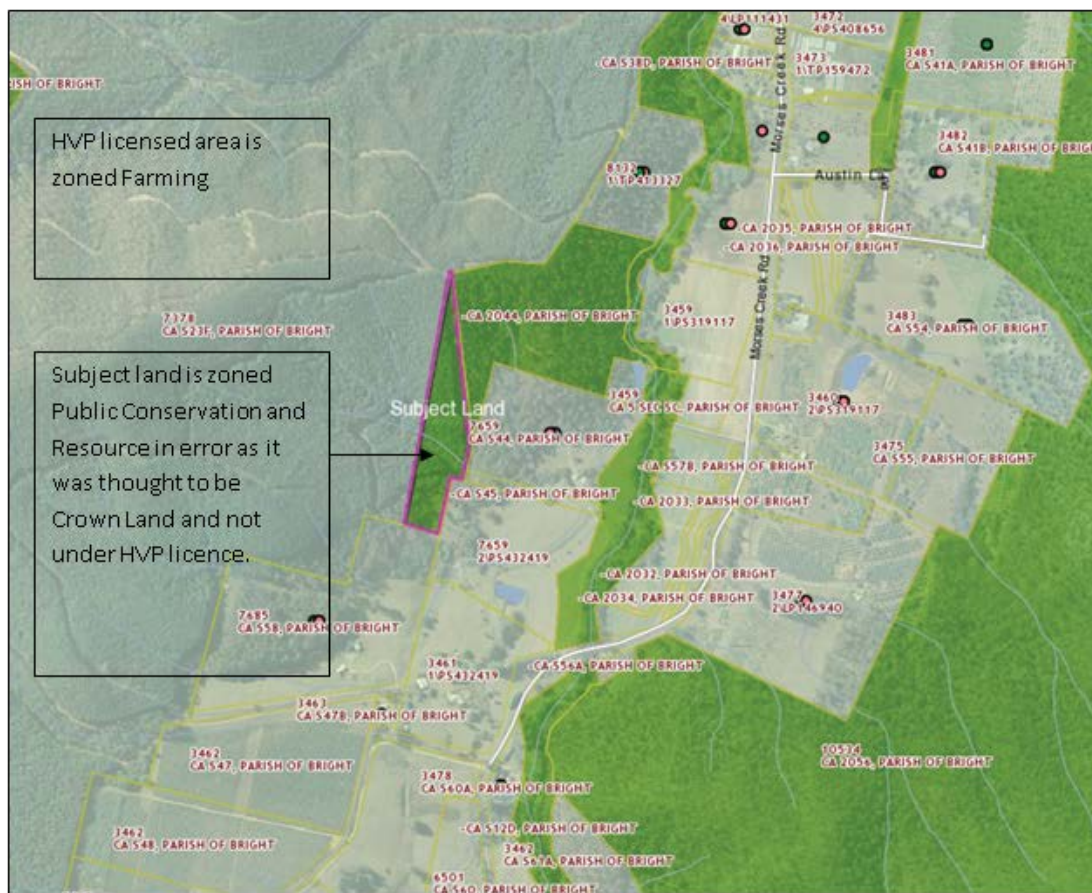 4\LP111431
3472
4\PS408656
3481
CA S41A, PARISH OF BRIGHT
- CA S38D, PARISH OF BRIGHT
3473
1\TP159472
RISH OF BRIGHT
Morses Creek Rd
HVP licensed area is
zoned Farming
3482
CA S41B, PARISH OF BRIGH
8132
1\TP413327
Austin La
- CA 2035, PARISH OF BRIGHT
- CA 2036, PARISH OF BRIGHT
Morses Creek Rd
7378
CA S23F, PARISH OF BRIGHT
- CA 2044, PARISH OF BRIGHT
3459
1\PS319117
3483
CA S54, PARISH OF BRIGHT
Subject land is zoned
Public Conservation and
Resource in error as it
was thought to be
Crown Land and not
under HVP licence.
Subject Land
7659
CA S44, PARISH OF BRIGHT
3459
CA 5 SEC SC, PARISH OF BRIGHT
3460
2\PS319117
3475
CA S55, PARISH OF BRIGHT
- CA S57B, PARISH OF BRIGHT
- CA S45, PARISH OF BRIGHT
- CA 2033, PARISH OF BRIGHT
7659
2\PS432419
- CA 2032, PARISH OF BRIGHT
- CA 2034, PARISH OF BRIGHT
3477
2\LP146940
7685
CA S58, PARISH OF BRIGHT
3461
1\PS432419
- CA S56A, PARISH OF BRIGHT
3463
CA S47B, PARISH OF BRIGHT
3462
CA S47, PARISH OF BRIGHT
10534
CA 2056, PARISH OF BRIGHT
3478
CA S60A, PARISH OF BRIGHT
3462
CA S48, PARISH OF BRIGHT
- CA S12D, PARISH OF BRIGHT
3462
CA S61A, PARISH OF BRIGHT
6501
CA S60, PARISH OF BRIGHT